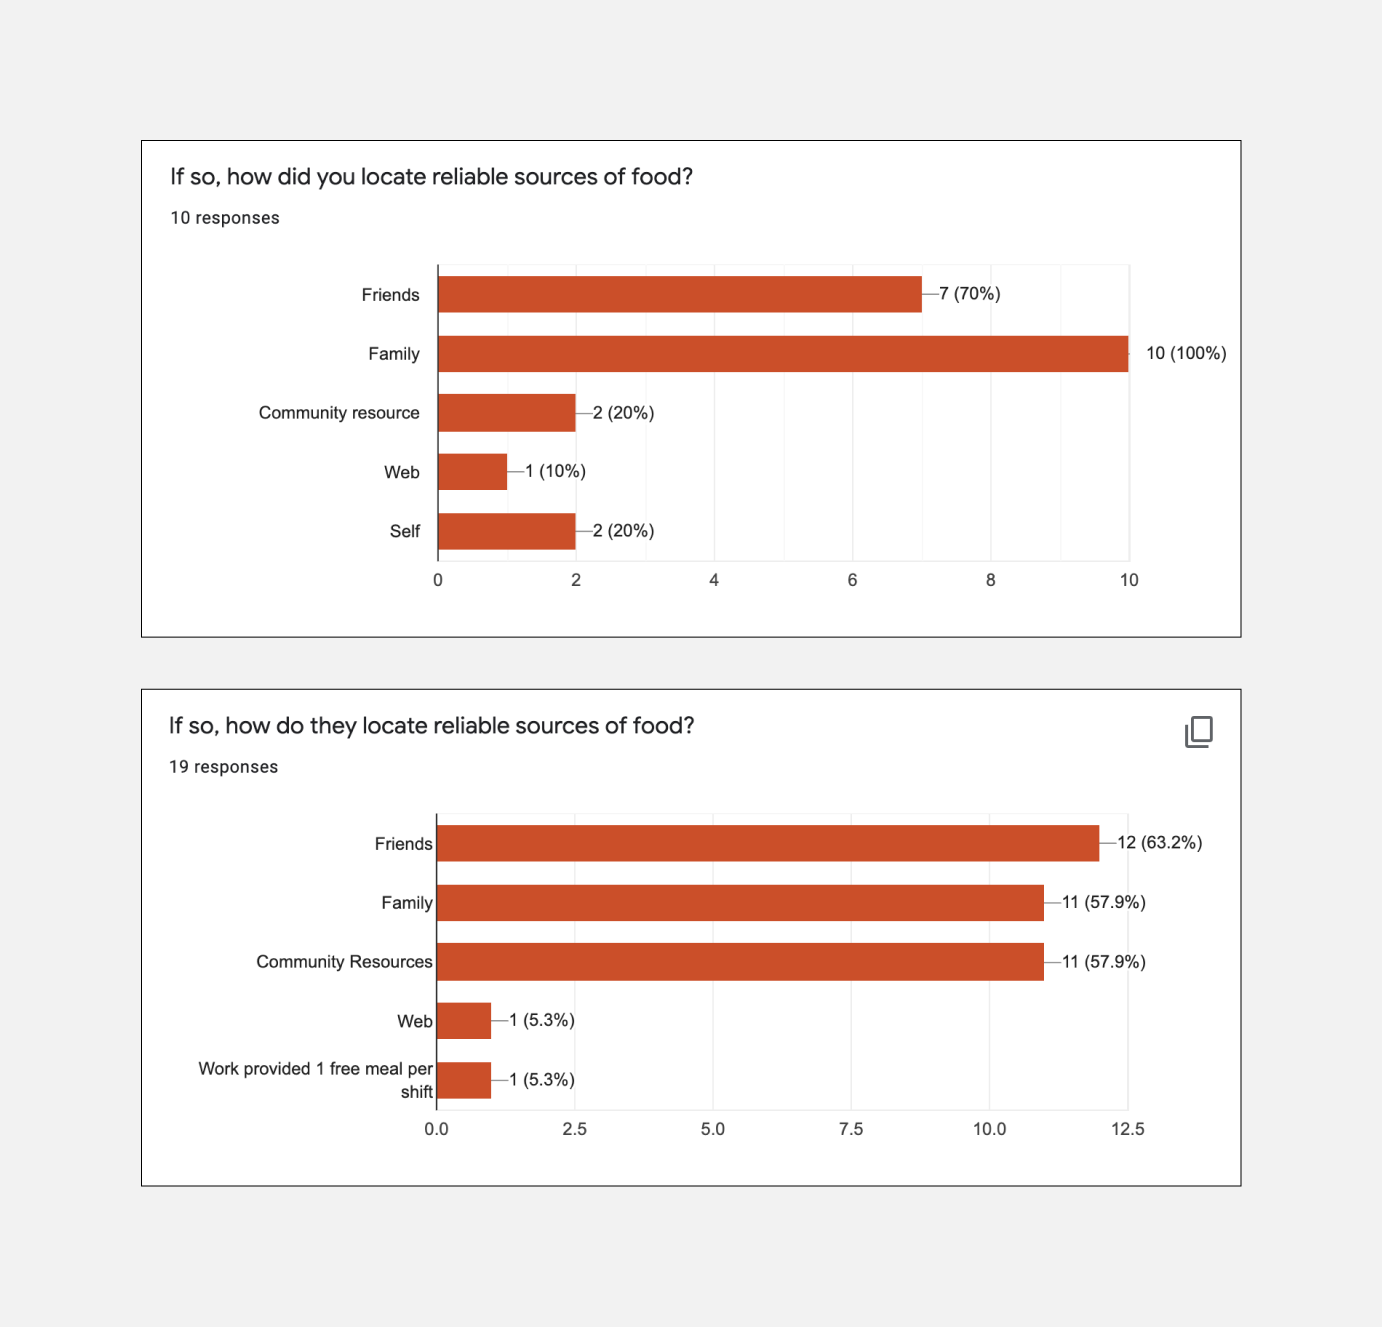 If so, how did you locate reliable sources of food?
10 responses
Friends
7 (70%)
Family
10 (100%)
Community resource
2 (20%)
Web
1 (10%)
Self
2 (20%)
0 2 4 6 8 10
If so, how do they locate reliable sources of food?
19 responses
Friends
12 (63.2%)
Family
11 (57.9%)
Community Resources
11 (57.9%)
Web
1 (5.3%)
Work provided 1 free meal per
shift
1 (5.3%)
0.0 2.5 5.0 7.5 10.0 12.5